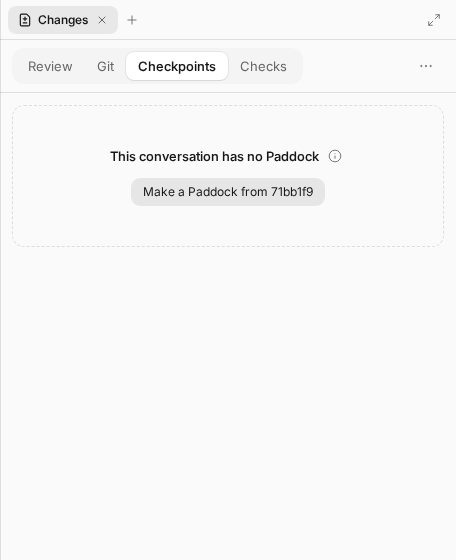 Changes
Review Git Checkpoints Checks
This conversation has no Paddock
Make a Paddock from 71bb1f9